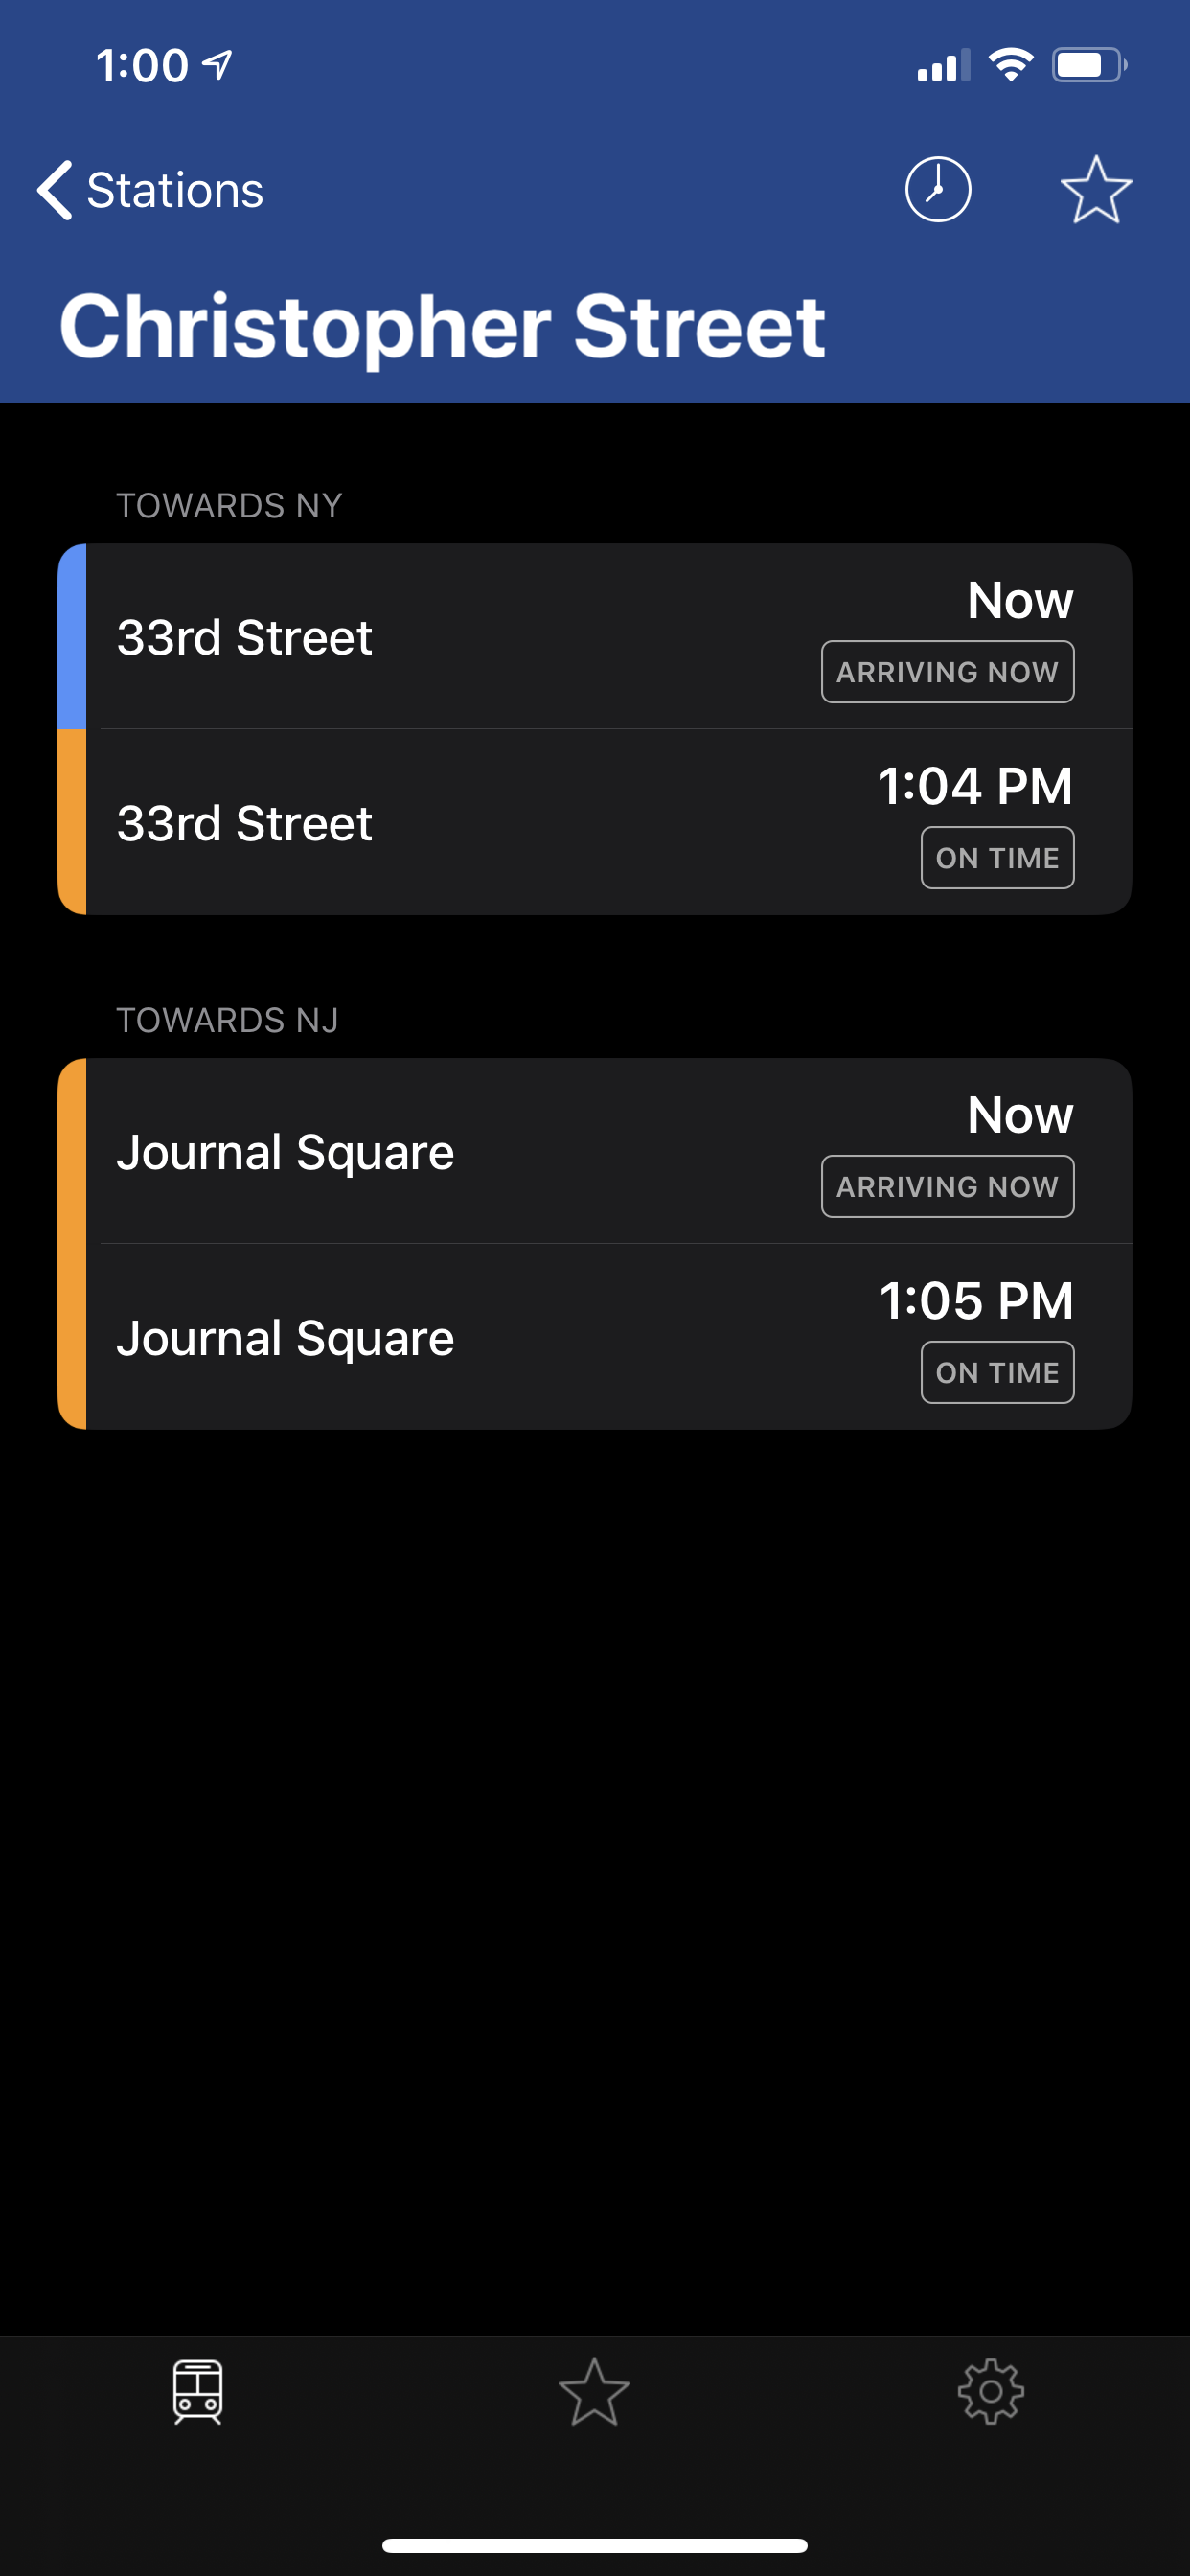 1:00
Stations
Christopher Street
TOWARDS NY
33rd Street
Now
ARRIVING NOW
33rd Street
1:04 PM
ON TIME
TOWARDS NJ
Journal Square
Now
ARRIVING NOW
Journal Square
1:05 PM
ON TIME